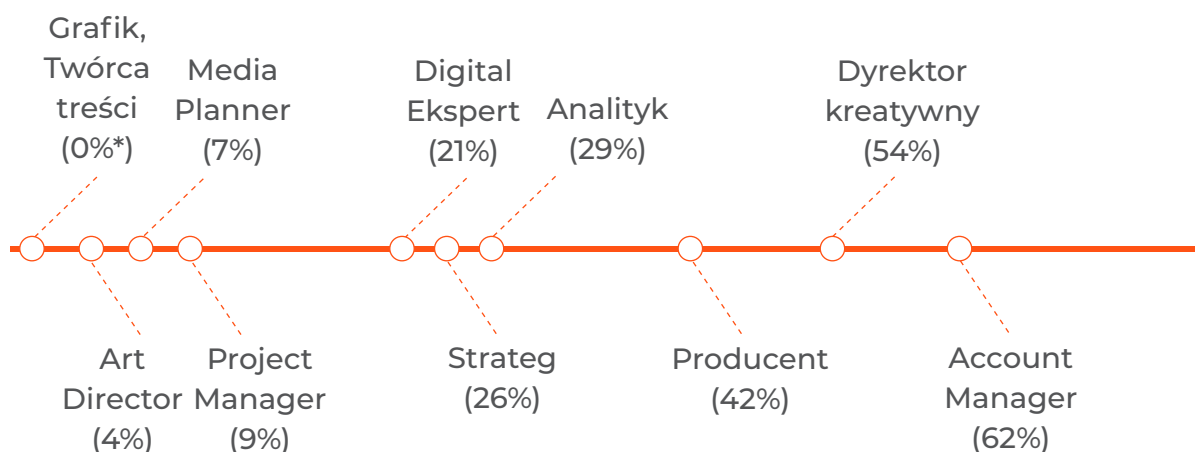 Grafik,
Twórca
treści
(0%*)
Media
Planner
(7%)
Digital
Ekspert
(21%)
Analityk
(29%)
Dyrektor
kreatywny
(54%)
Art
Director
(4%)
Project
Manager
(9%)
Strateg
(26%)
Producent
(42%)
Account
Manager
(62%)